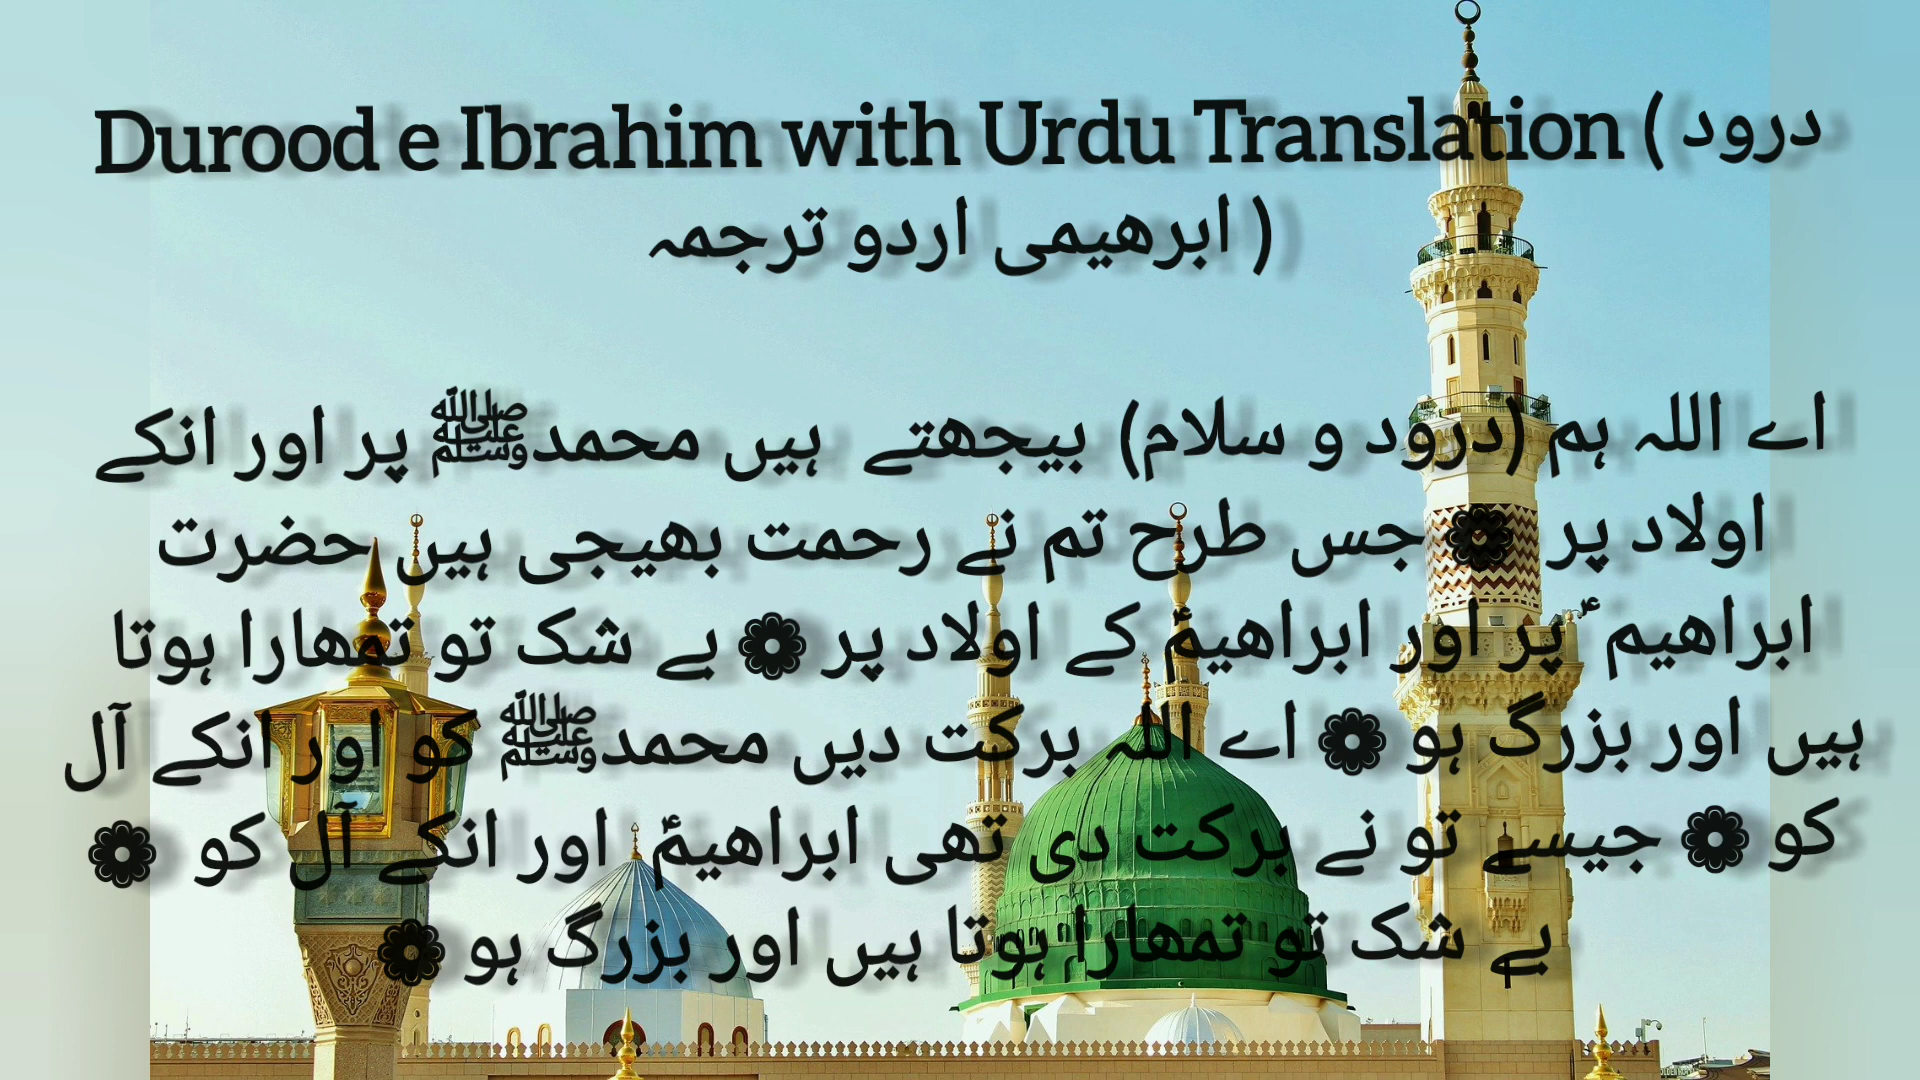 Durood e Ibrahim with Urdu Translation ( درود
ابرھیمی اردو ترجمہ )
اے اللہ ہم (درود و سلام) بیجھتے ہیں محمدﷺ پر اور انکے
اولاد پر ❁ جس طرح تم نے رحمت بھیجی ہیں حضرت
ابراھیم ؑ پر اور ابراھیمؑ کے اولاد پر ❁ بے شک تو تمھارا ہوتا
ہیں اور بزرگ ہو ❁ اے اللہ برکت دیں محمدﷺ کو اور انکے آل
کو ❁ جیسے تو نے برکت دی تھی ابراھیمؑ اور انکے آل کو ❁
بے شک تو تمھارا ہوتا ہیں اور بزرگ ہو ❁